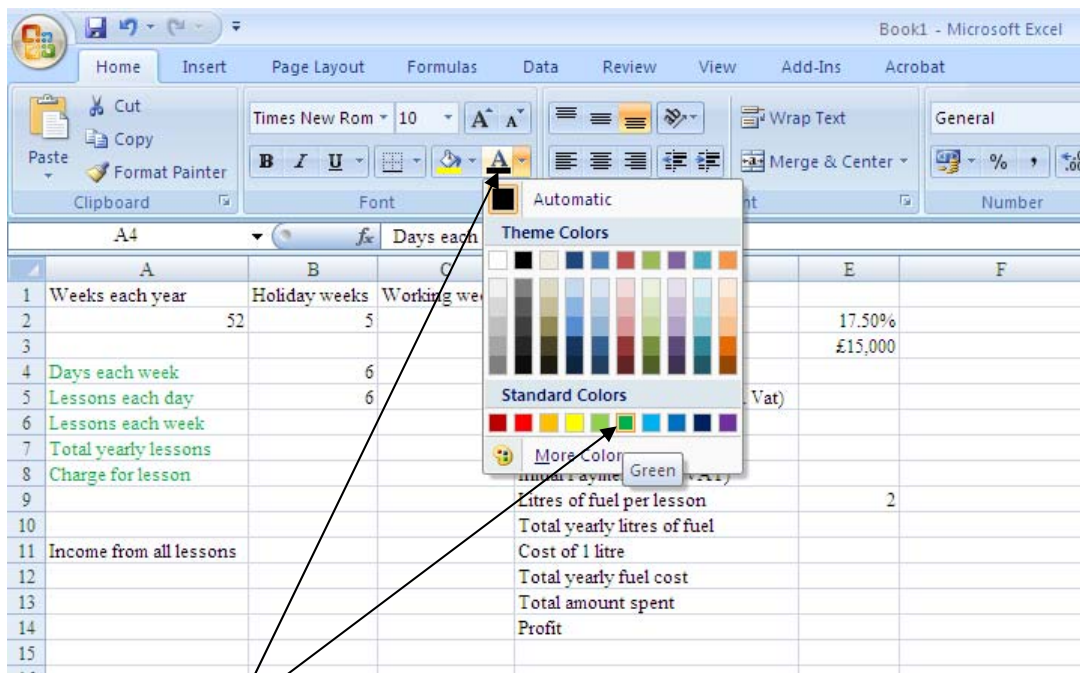 Book1 - Microsoft Excel
Home Insert Page Layout Formulas Data Review View Add-Ins Acrobat
Paste
Cut
Copy
Format Painter
Clipboard
Times New Rom 10 A A
B I U A
Font
Wrap Text
Merge & Center
General
% ,
Number
A4 fx Days each
Automatic
Theme Colors
Standard Colors
More Color
Green
A B C E F
1 Weeks each year Holiday weeks Working we
2 52 5 17.50%
3 £15,000
4 Days each week 6
5 Lessons each day 6 Vat)
6 Lessons each week
7 Total yearly lessons
8 Charge for lesson
9 Litres of fuel per lesson 2
10 Total yearly litres of fuel
11 Income from all lessons Cost of 1 litre
12 Total yearly fuel cost
13 Total amount spent
14 Profit
15